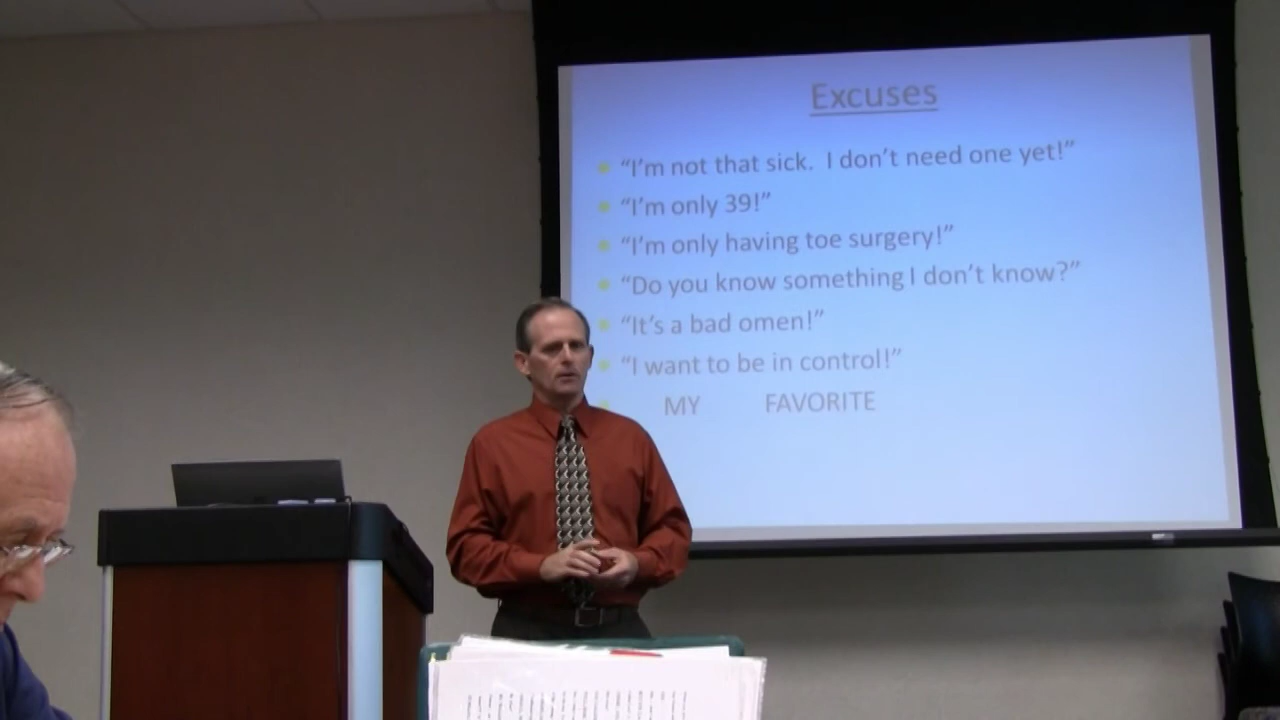 Excuses
“I’m not that sick. I don’t need one yet!”
“I’m only 39!”
“I’m only having toe surgery!”
“Do you know something I don’t know?”
“It’s a bad omen!”
“I want to be in control!”
MY FAVORITE